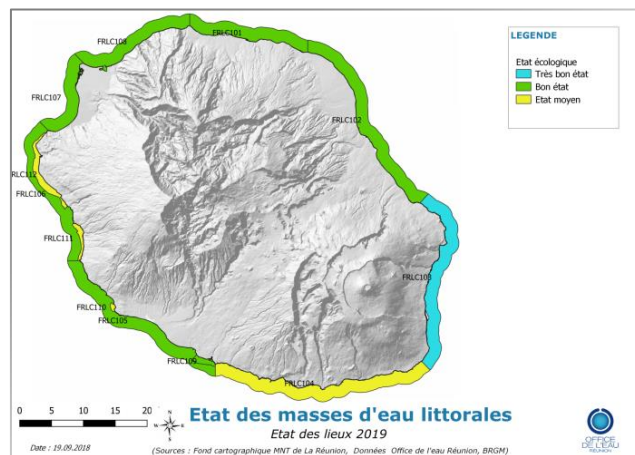 LEGENDE
Etat écologique
Très bon état
Bon état
Etat moyen
FRLC101
FRLC108
FRLC107
FRLC102
RLC112
FRLC106
FRLC111
FRLC103
FRLC110
FRLC105
FRLC109
FRLC104
0 5 10 15 20
Etat des masses d'eau littorales
Etat des lieux 2019
Date : 19.09.2018
(Sources : Fond cartographique MNT de La Réunion, Données Office de l'eau Réunion, BRGM)
OFFICE
DE L'EAU
RÉUNION